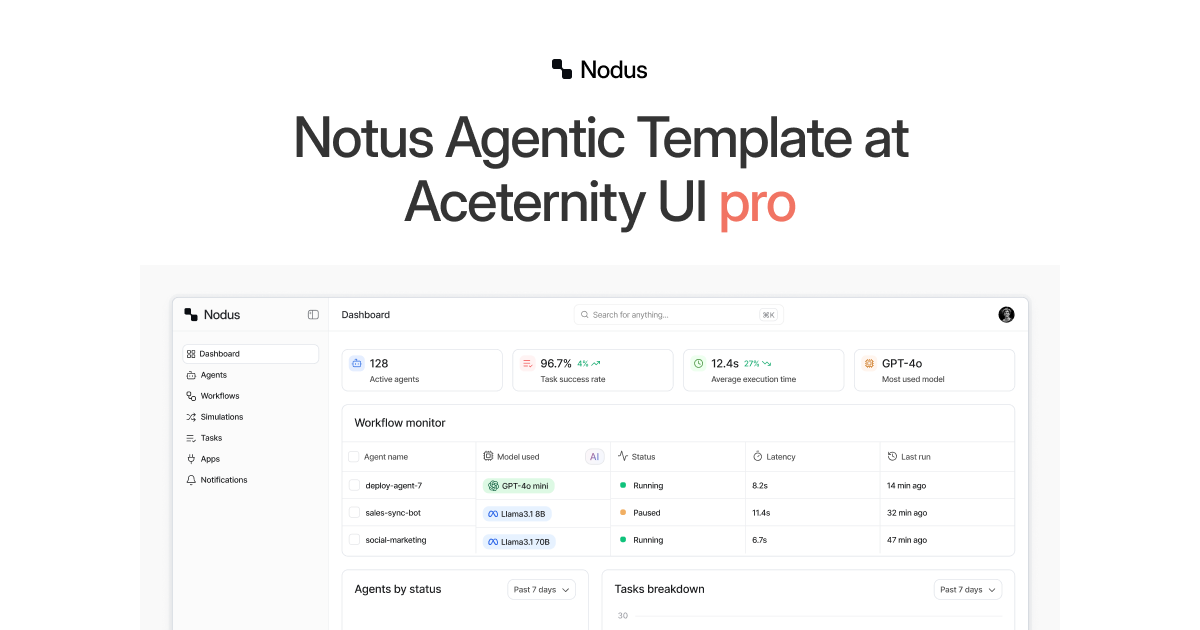 Nodus
Notus Agentic Template at
Aceternity UI pro
Nodus
Dashboard
Search for anything...
⌘K
Dashboard
Agents
Workflows
Simulations
Tasks
Apps
Notifications
128
Active agents
96.7% 4%
Task success rate
12.4s 27%
Average execution time
GPT-4o
Most used model
Workflow monitor
Agent name Model used AI Status Latency Last run
deploy-agent-7 GPT-4o mini Running 8.2s 14 min ago
sales-sync-bot Llama3.1 8B Paused 11.4s 32 min ago
social-marketing Llama3.1 70B Running 6.7s 47 min ago
Agents by status Past 7 days
Tasks breakdown Past 7 days
30